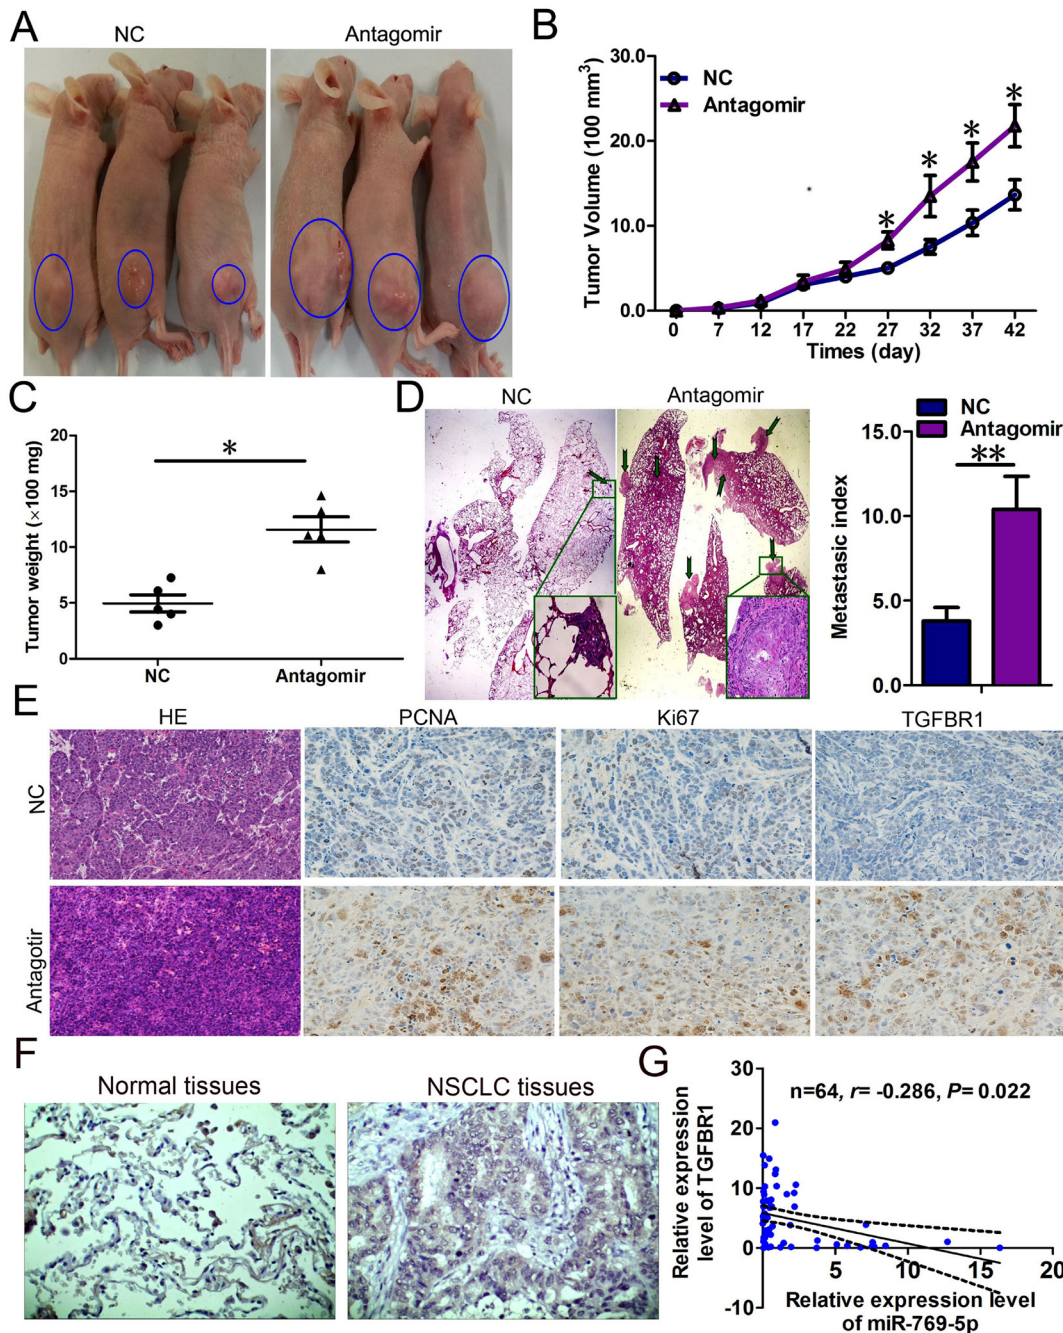 A
NC
Antagomir
B
Tumor Volume (100 mm³)
30.0
20.0
10.0
0.0
NC
Antagomir
*
*
*
*
0 7 12 17 22 27 32 37 42
Times (day)
C
Tumor weight (×100 mg)
20
15
10
5
0
*
NC
Antagomir
D
NC
Antagomir
Metastasic index
NC
Antagomir
15.0
10.0
5.0
0.0
**
E
HE
PCNA
Ki67
TGFBR1
NC
Antagotir
F
Normal tissues
NSCLC tissues
G
Relative expression
level of TGFBR1
30
20
10
0
-10
n=64, r= -0.286, P= 0.022
5 10 15 20
Relative expression level
of miR-769-5p